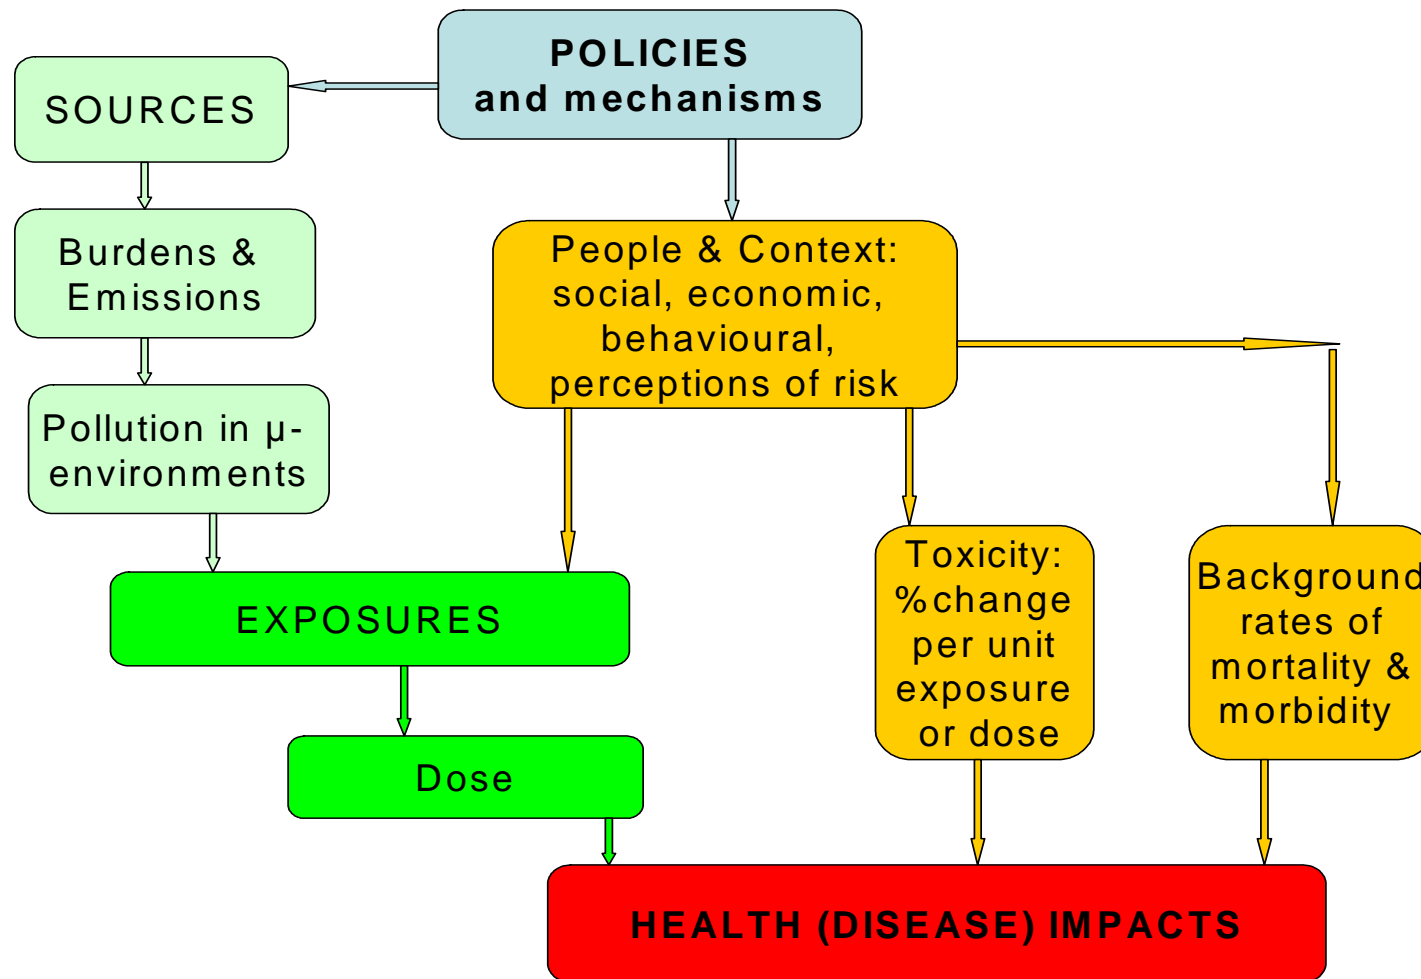 POLICIES
and mechanisms
SOURCES
Burdens &
Emissions
People & Context:
social, economic,
behavioural,
perceptions of risk
Pollution in µ-
environments
Toxicity:
%change
per unit
exposure
or dose
Background
rates of
mortality &
morbidity
EXPOSURES
Dose
HEALTH (DISEASE) IMPACTS